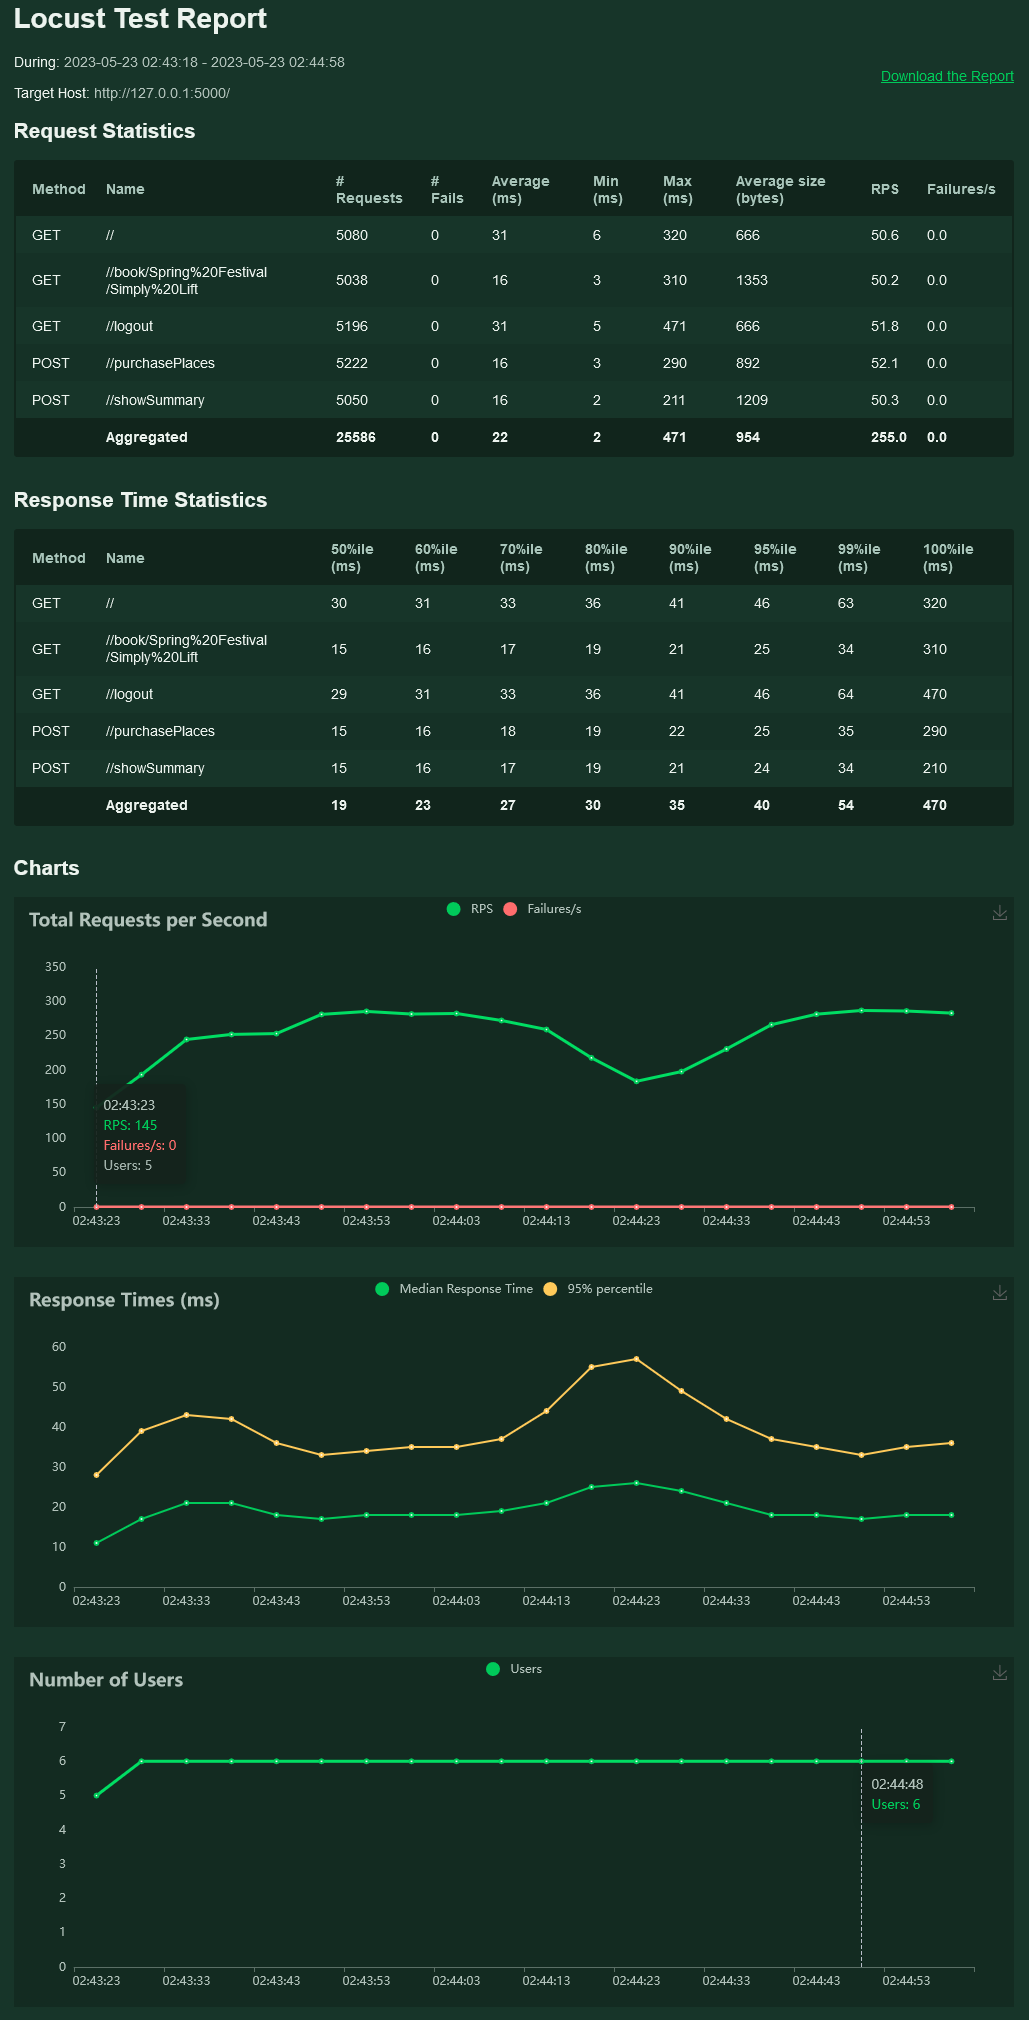 Locust Test Report
During: 2023-05-23 02:43:18 - 2023-05-23 02:44:58
Download the Report
Target Host: http://127.0.0.1:5000/
Request Statistics
Method Name # Requests # Fails Average (ms) Min (ms) Max (ms) Average size (bytes) RPS Failures/s
GET // 5080 0 31 6 320 666 50.6 0.0
GET //book/Spring%20Festival/Simply%20Lift 5038 0 16 3 310 1353 50.2 0.0
GET //logout 5196 0 31 5 471 666 51.8 0.0
POST //purchasePlaces 5222 0 16 3 290 892 52.1 0.0
POST //showSummary 5050 0 16 2 211 1209 50.3 0.0
Aggregated 25586 0 22 2 471 954 255.0 0.0
Response Time Statistics
Method Name 50%ile (ms) 60%ile (ms) 70%ile (ms) 80%ile (ms) 90%ile (ms) 95%ile (ms) 99%ile (ms) 100%ile (ms)
GET // 30 31 33 36 41 46 63 320
GET //book/Spring%20Festival/Simply%20Lift 15 16 17 19 21 25 34 310
GET //logout 29 31 33 36 41 46 64 470
POST //purchasePlaces 15 16 18 19 22 25 35 290
POST //showSummary 15 16 17 19 21 24 34 210
Aggregated 19 23 27 30 35 40 54 470
Charts
RPS Failures/s
Total Requests per Second
350
300
250
200
150
100
50
0
02:43:23
RPS: 145
Failures/s: 0
Users: 5
02:43:23 02:43:33 02:43:43 02:43:53 02:44:03 02:44:13 02:44:23 02:44:33 02:44:43 02:44:53
Median Response Time 95% percentile
Response Times (ms)
60
50
40
30
20
10
0
02:43:23 02:43:33 02:43:43 02:43:53 02:44:03 02:44:13 02:44:23 02:44:33 02:44:43 02:44:53
Users
Number of Users
7
6
5
4
3
2
1
0
02:44:48
Users: 6
02:43:23 02:43:33 02:43:43 02:43:53 02:44:03 02:44:13 02:44:23 02:44:33 02:44:43 02:44:53